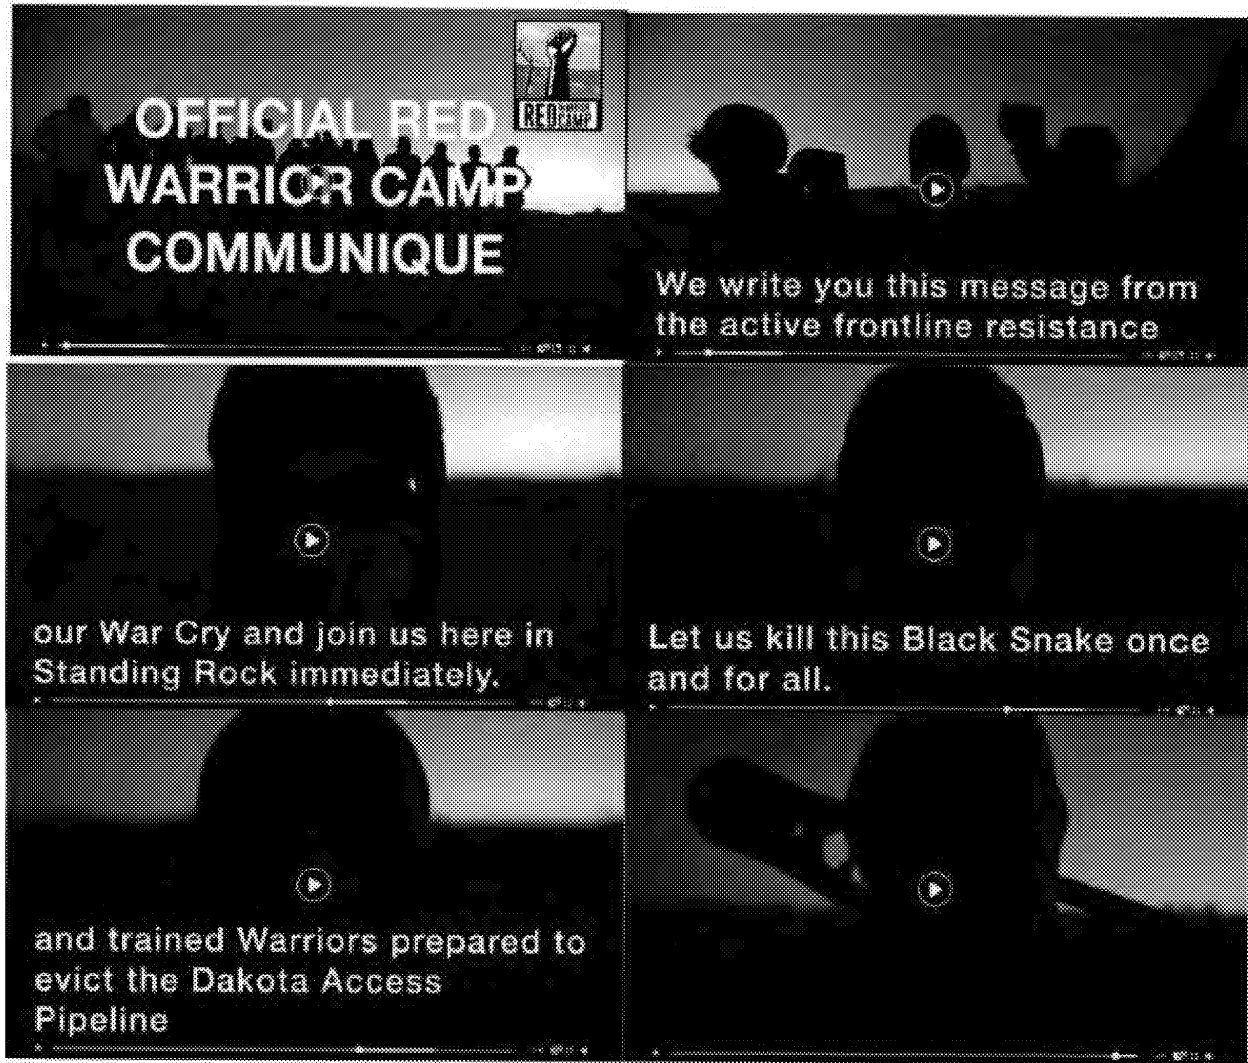 OFFICIAL RED
WARRIOR CAMP
COMMUNIQUE
RED WARRIOR
CAMP
We write you this message from
the active frontline resistance
our War Cry and join us here in
Standing Rock immediately.
Let us kill this Black Snake once
and for all.
and trained Warriors prepared to
evict the Dakota Access
Pipeline